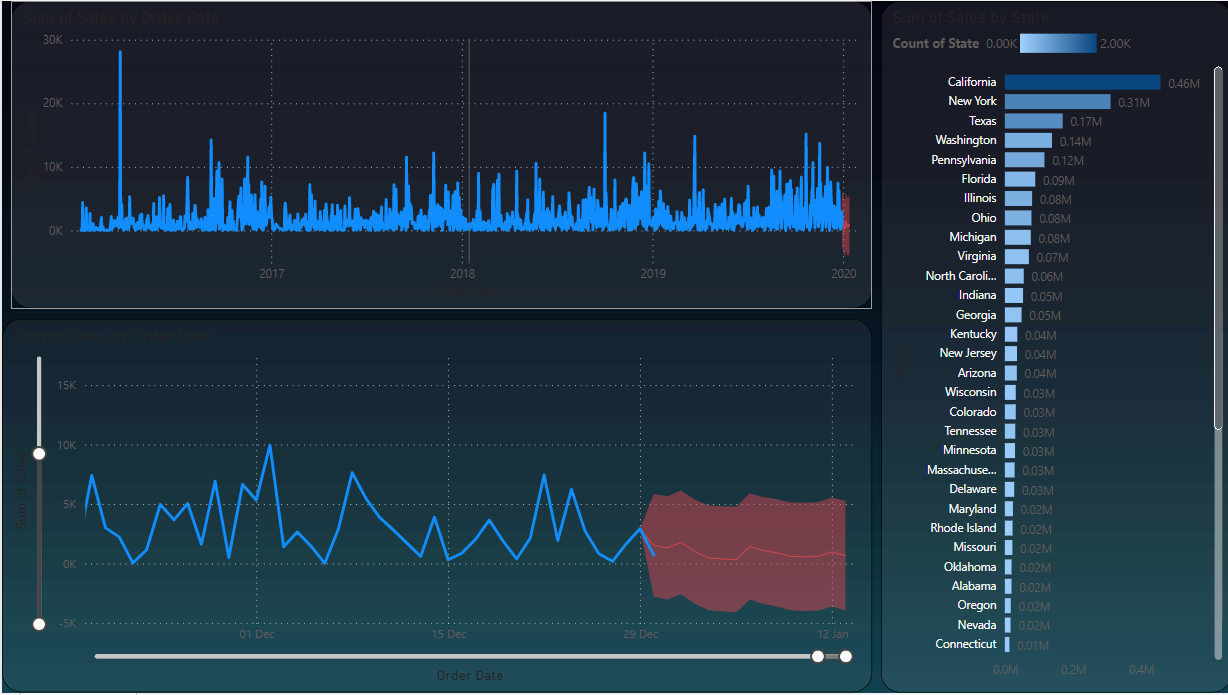 Sum of Sales by Order Date
30K
20K
10K
0K
2017 2018 2019 2020
Sum of Sales by Order Date
Sum of Sales
15K
10K
5K
0K
-5K
01 Dec 15 Dec 29 Dec 12 Jan
Order Date
Sum of Sales by State
Count of State 0.00K 2.00K
California 0.46M
New York 0.31M
Texas 0.17M
Washington 0.14M
Pennsylvania 0.12M
Florida 0.09M
Illinois 0.08M
Ohio 0.08M
Michigan 0.08M
Virginia 0.07M
North Caroli... 0.06M
Indiana 0.05M
Georgia 0.05M
Kentucky 0.04M
New Jersey 0.04M
Arizona 0.04M
Wisconsin 0.03M
Colorado 0.03M
Tennessee 0.03M
Minnesota 0.03M
Massachuse... 0.03M
Delaware 0.03M
Maryland 0.02M
Rhode Island 0.02M
Missouri 0.02M
Oklahoma 0.02M
Alabama 0.02M
Oregon 0.02M
Nevada 0.02M
Connecticut 0.01M
0.0M 0.2M 0.4M